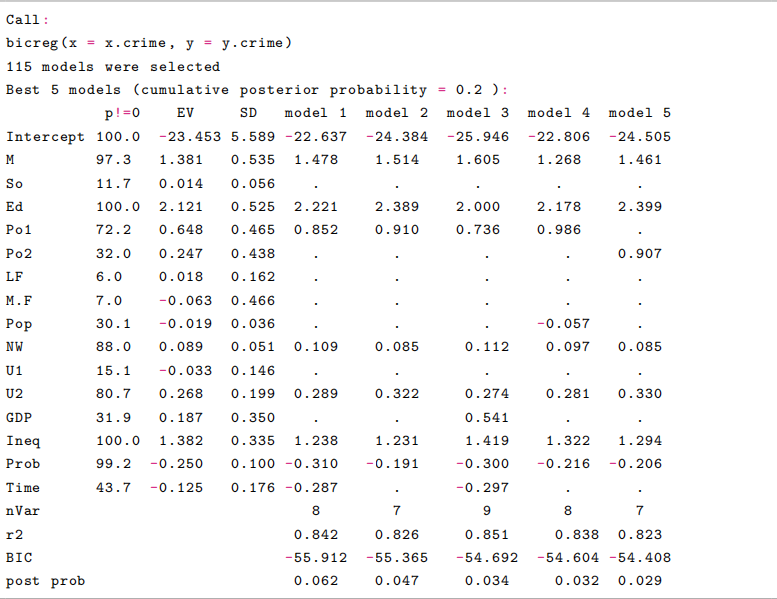 Call:
bicreg(x = x.crime, y = y.crime)
115 models were selected
Best 5 models (cumulative posterior probability = 0.2 ):
p!=0 EV SD model 1 model 2 model 3 model 4 model 5
Intercept 100.0 -23.453 5.589 -22.637 -24.384 -25.946 -22.806 -24.505
M 97.3 1.381 0.535 1.478 1.514 1.605 1.268 1.461
So 11.7 0.014 0.056 . . . . .
Ed 100.0 2.121 0.525 2.221 2.389 2.000 2.178 2.399
Po1 72.2 0.648 0.465 0.852 0.910 0.736 0.986 .
Po2 32.0 0.247 0.438 . . . . 0.907
LF 6.0 0.018 0.162 . . . . .
M.F 7.0 -0.063 0.466 . . . . .
Pop 30.1 -0.019 0.036 . . . -0.057 .
NW 88.0 0.089 0.051 0.109 0.085 0.112 0.097 0.085
U1 15.1 -0.033 0.146 . . . . .
U2 80.7 0.268 0.199 0.289 0.322 0.274 0.281 0.330
GDP 31.9 0.187 0.350 . . 0.541 . .
Ineq 100.0 1.382 0.335 1.238 1.231 1.419 1.322 1.294
Prob 99.2 -0.250 0.100 -0.310 -0.191 -0.300 -0.216 -0.206
Time 43.7 -0.125 0.176 -0.287 . -0.297 . .
nVar 8 7 9 8 7
r2 0.842 0.826 0.851 0.838 0.823
BIC -55.912 -55.365 -54.692 -54.604 -54.408
post prob 0.062 0.047 0.034 0.032 0.029